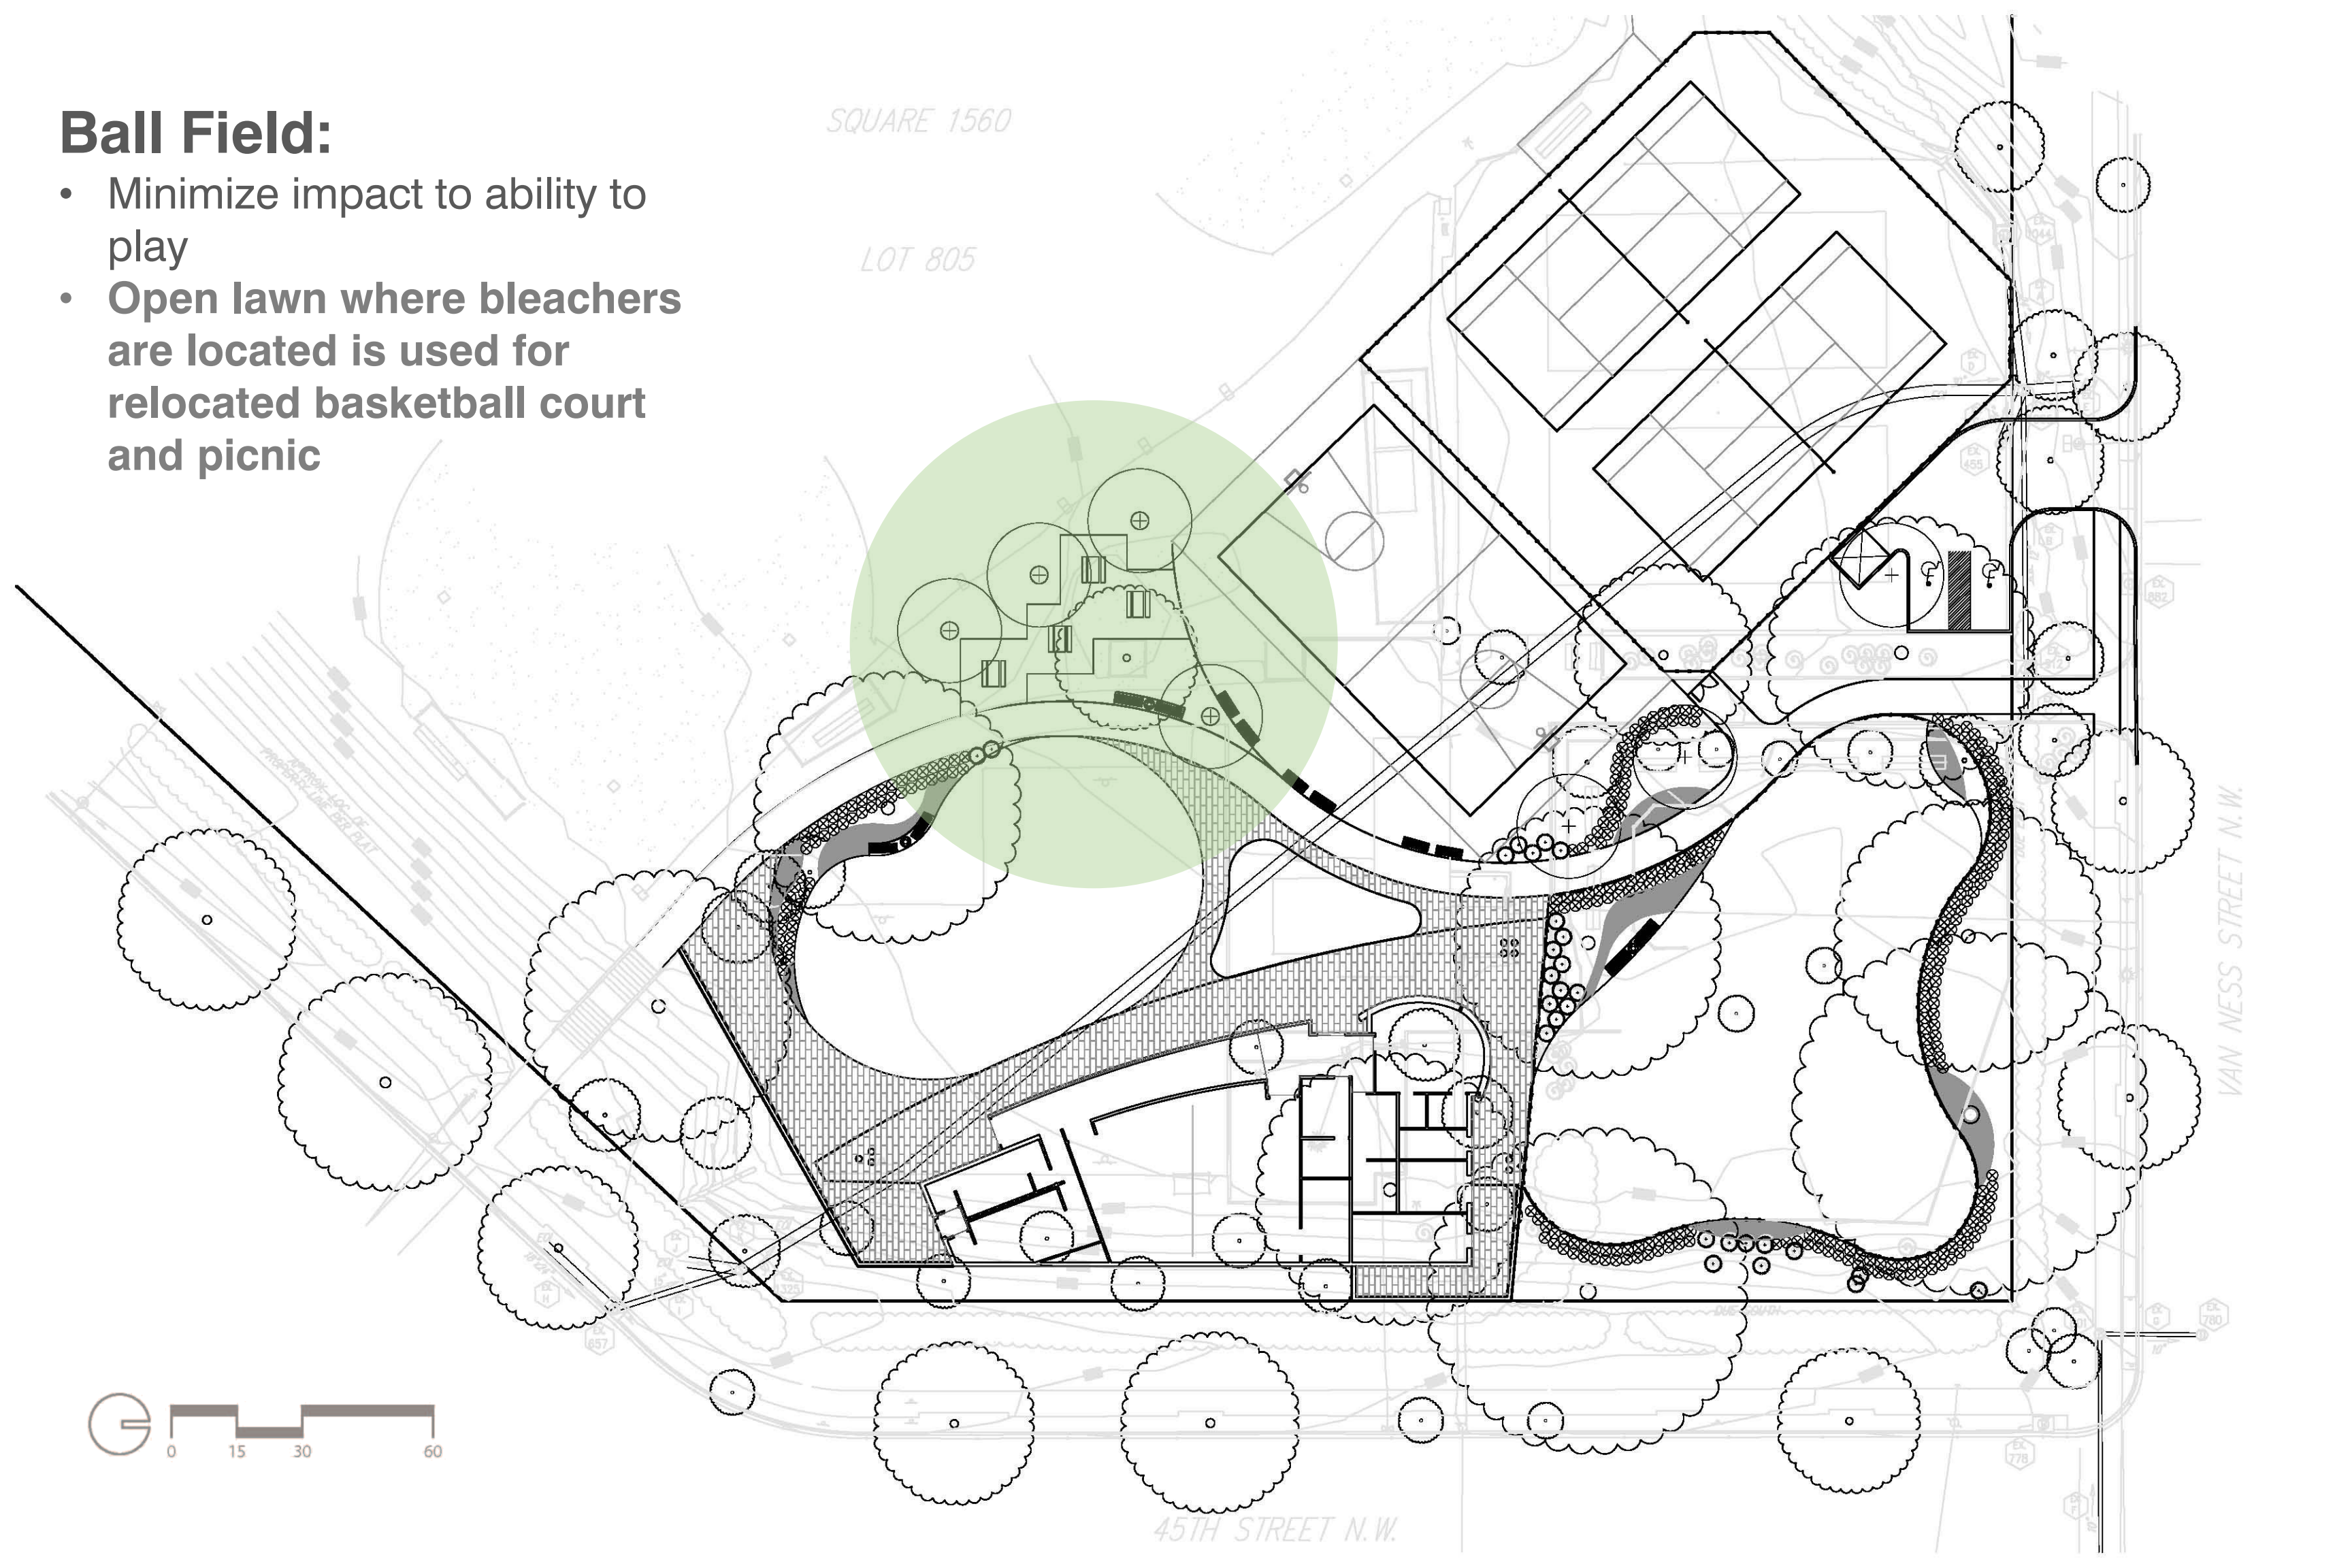 Ball Field:
• Minimize impact to ability to
play
• Open lawn where bleachers
are located is used for
relocated basketball court
and picnic
SQUARE 1560
LOT 805
VAN NESS STREET N.W.
45TH STREET N.W.
0 15 30 60